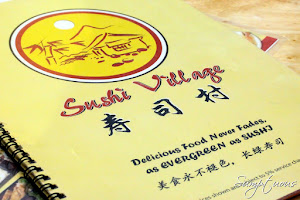 Sushi Village
寿司村
Delicious Food Never Fades,
as EVERGREEN as SUSHI
美食永不褪色，长绿寿司
Sumptuous